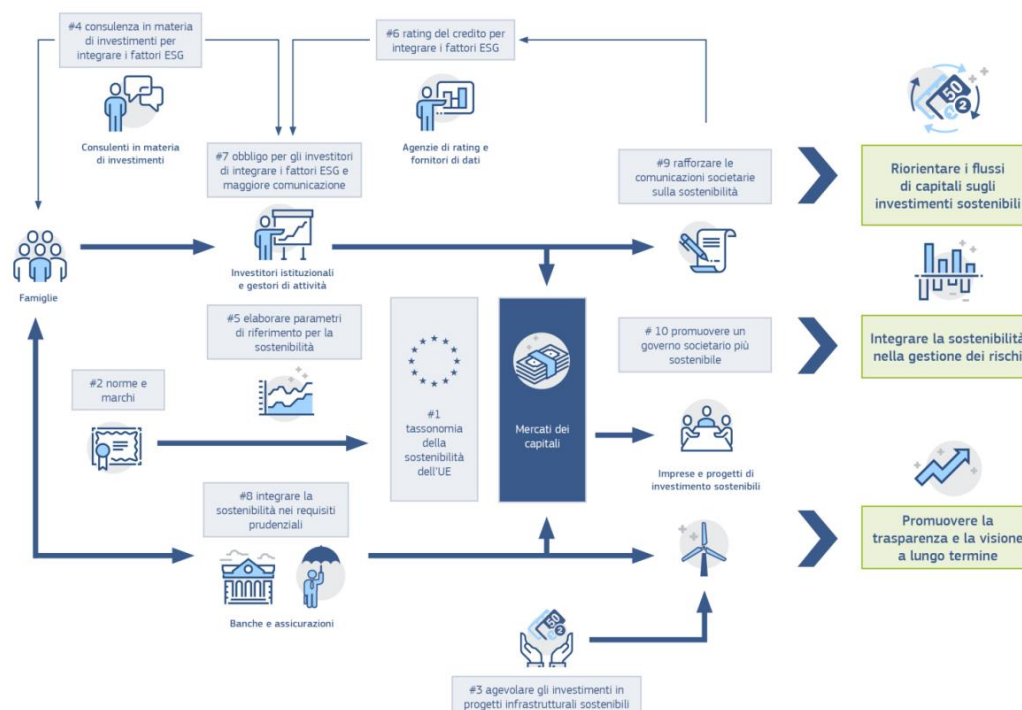 #4 consulenza in materia
di investimenti per
integrare i fattori ESG
Consulenti in materia
di investimenti
#6 rating del credito per
integrare i fattori ESG
Agenzie di rating e
fornitori di dati
#7 obbligo per gli investitori
di integrare i fattori ESG e
maggiore comunicazione
Investitori istituzionali
e gestori di attività
#9 rafforzare le
comunicazioni societarie
sulla sostenibilità
50
2
Riorientare i flussi
di capitali sugli
investimenti sostenibili
Famiglie
#5 elaborare parametri
di riferimento per la
sostenibilità
#2 norme e
marchi
#1
tassonomia
della
sostenibilità
dell'UE
Mercati dei
capitali
# 10 promuovere un
governo societario più
sostenibile
Integrare la sostenibilità
nella gestione dei rischi
Imprese e progetti di
investimento sostenibili
#8 integrare la
sostenibilità nei requisiti
prudenziali
Banche e assicurazioni
Promuovere la
trasparenza e la visione
a lungo termine
50
2
#3 agevolare gli investimenti in
progetti infrastrutturali sostenibili